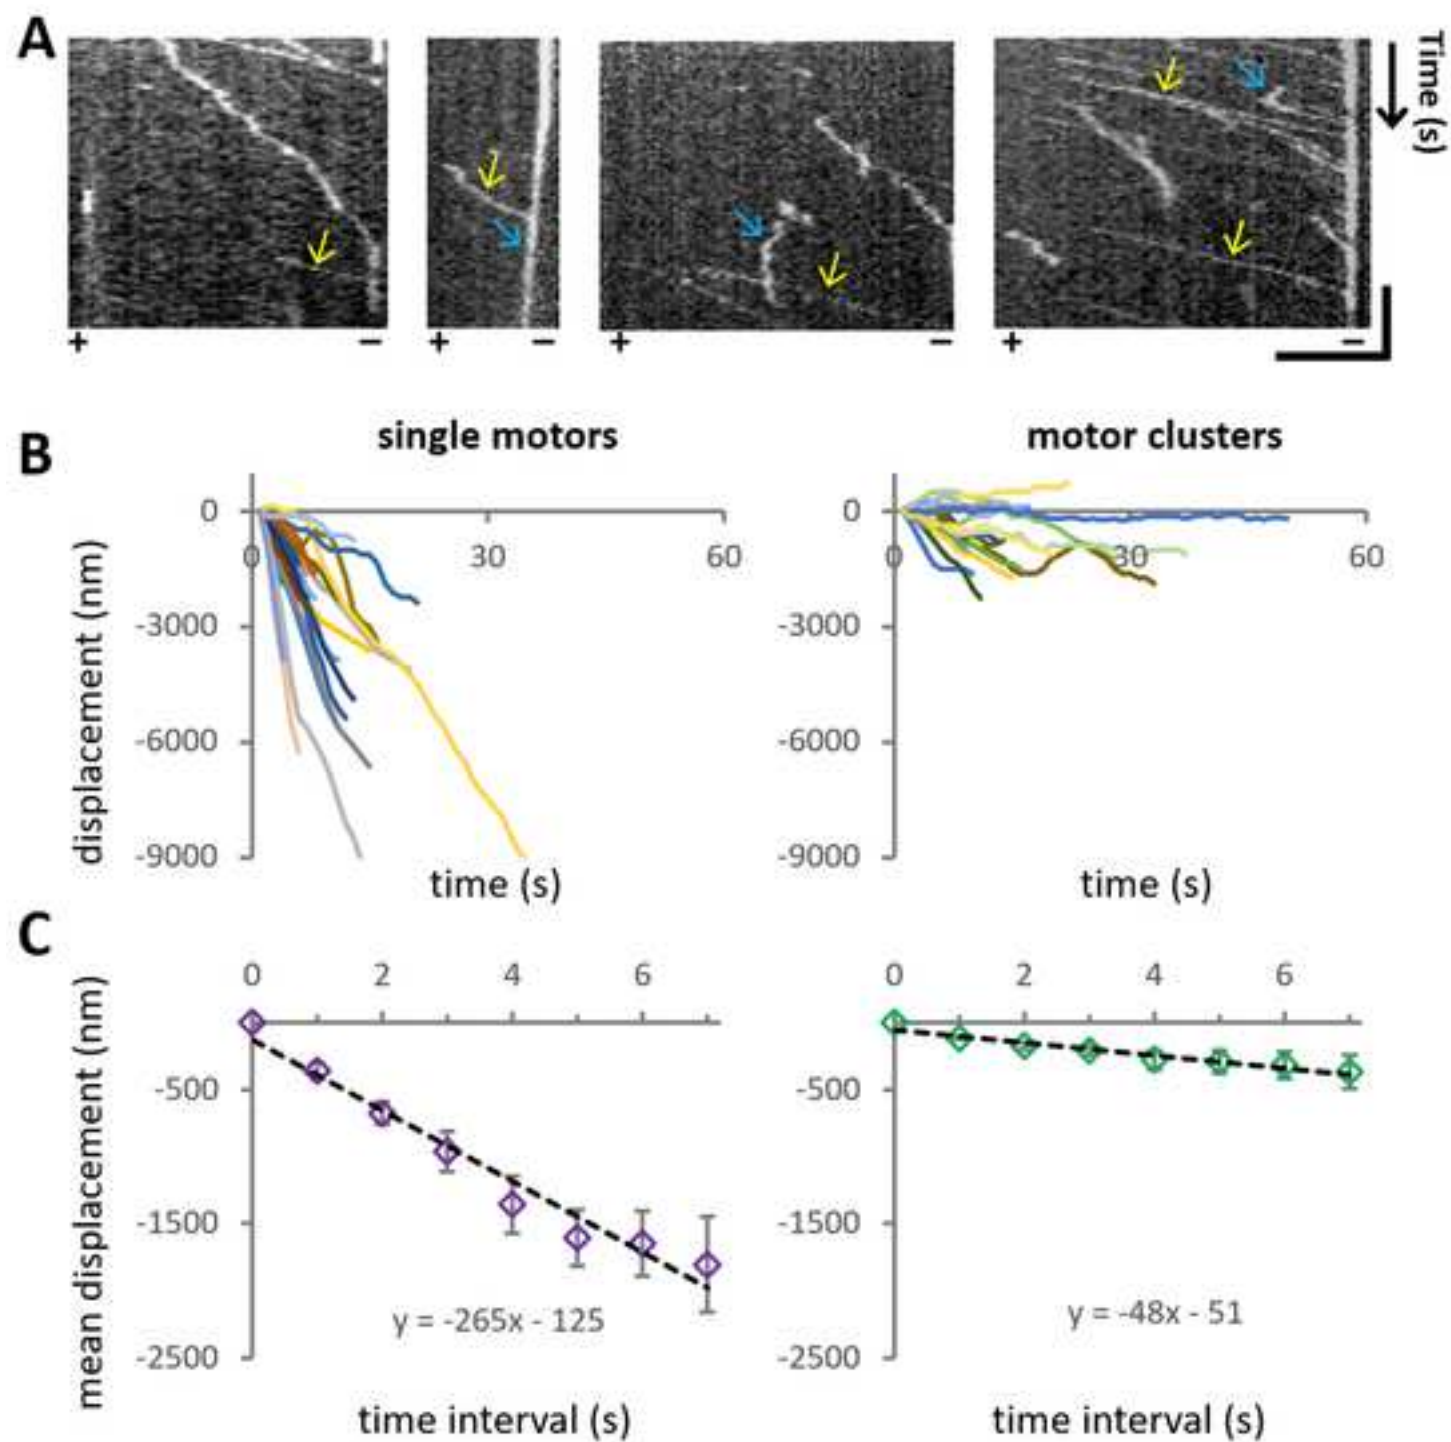 A
Time (s)
+ − + − + − + −
B
single motors
motor clusters
displacement (nm)
0
-3000
-6000
-9000
0 30 60
time (s)
0
-3000
-6000
-9000
0 30 60
time (s)
C
mean displacement (nm)
0 2 4 6
-500
-1500
-2500
y = -265x - 125
time interval (s)
0 2 4 6
-500
-1500
-2500
y = -48x - 51
time interval (s)